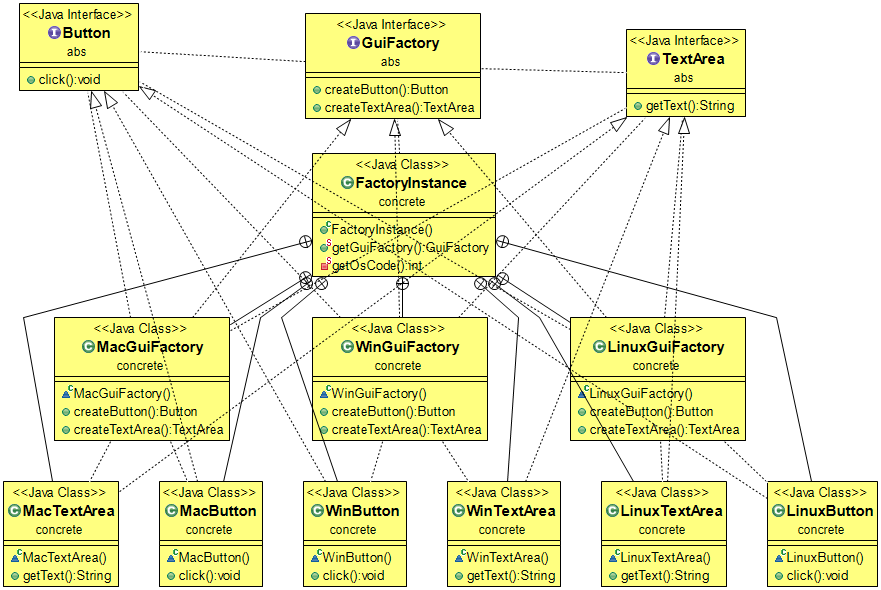 <<Java Interface>>
Button
abs
click():void
<<Java Interface>>
GuiFactory
abs
createButton():Button
createTextArea():TextArea
<<Java Interface>>
TextArea
abs
getText():String
<<Java Class>>
FactoryInstance
concrete
FactoryInstance()
getGuiFactory():GuiFactory
getOsCode():int
<<Java Class>>
MacGuiFactory
concrete
MacGuiFactory()
createButton():Button
createTextArea():TextArea
<<Java Class>>
WinGuiFactory
concrete
WinGuiFactory()
createButton():Button
createTextArea():TextArea
<<Java Class>>
LinuxGuiFactory
concrete
LinuxGuiFactory()
createButton():Button
createTextArea():TextArea
<<Java Class>>
MacTextArea
concrete
MacTextArea()
getText():String
<<Java Class>>
MacButton
concrete
MacButton()
click():void
<<Java Class>>
WinButton
concrete
WinButton()
click():void
<<Java Class>>
WinTextArea
concrete
WinTextArea()
getText():String
<<Java Class>>
LinuxTextArea
concrete
LinuxTextArea()
getText():String
<<Java Class>>
LinuxButton
concrete
LinuxButton()
click():void